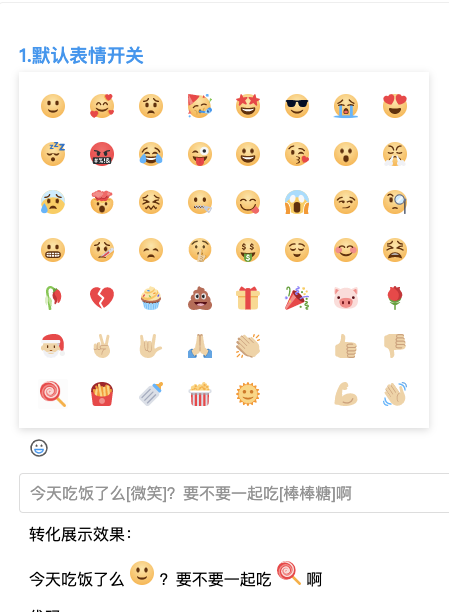 1.默认表情开关
今天吃饭了么[微笑]？要不要一起吃[棒棒糖]啊
转化展示效果：
今天吃饭了么 ？要不要一起吃 啊